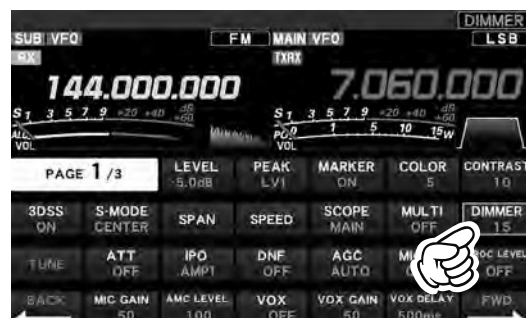 DIMMER
SUB VFO FM MAIN VFO LSB
RX TXRX
144.000.000 7.060.000
S 1 3 5 7 9 +20 +40 +60 dB S 1 3 5 7 9 +20 +40 +60 dB
ALC PO 0 1 5 10 15 W
VOL VOL
PAGE 1/3 LEVEL PEAK MARKER COLOR CONTRAST
-5.0dB LV1 ON 5 10
3DSS S-MODE SPAN SPEED SCOPE MULTI DIMMER
ON CENTER MAIN OFF 15
TUNE ATT IPO DNF AGC LEVEL
OFF AMP1 OFF AUTO OFF
BACK MIC GAIN AMC LEVEL VOX VOX GAIN VOX DELAY FWD
50 100 OFF 50 500ms